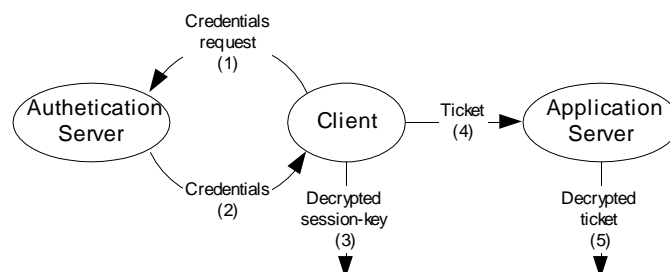 Credentials
request
(1)
Authetication
Server
Client
Ticket
(4)
Application
Server
Credentials
(2)
Decrypted
session-key
(3)
Decrypted
ticket
(5)